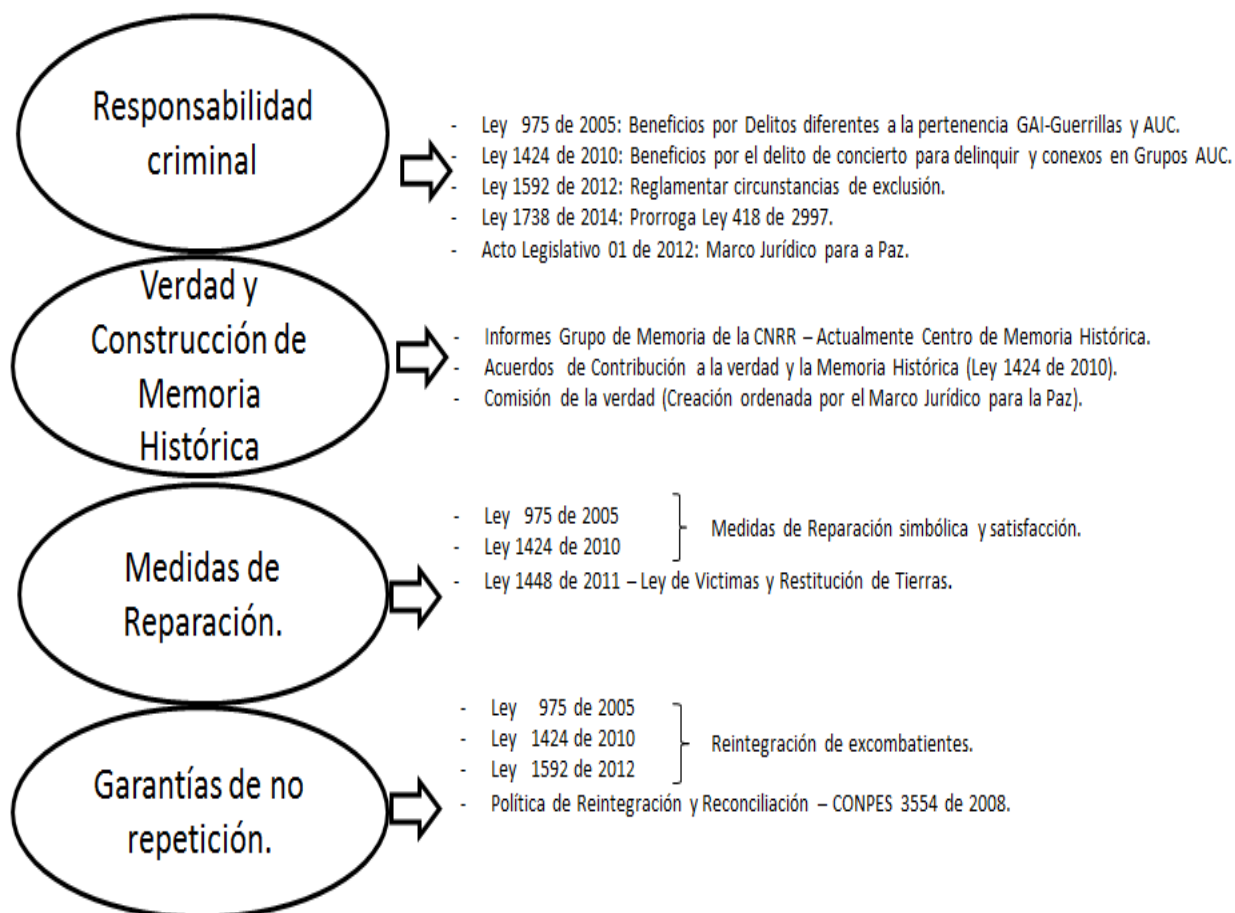 Responsabilidad
criminal
- Ley 975 de 2005: Beneficios por Delitos diferentes a la pertenencia GAI-Guerrillas y AUC.
- Ley 1424 de 2010: Beneficios por el delito de concierto para delinquir y conexos en Grupos AUC.
- Ley 1592 de 2012: Reglamentar circunstancias de exclusión.
- Ley 1738 de 2014: Prorroga Ley 418 de 2997.
- Acto Legislativo 01 de 2012: Marco Jurídico para a Paz.
Verdad y
Construcción de
Memoria
Histórica
- Informes Grupo de Memoria de la CNRR – Actualmente Centro de Memoria Histórica.
- Acuerdos de Contribución a la verdad y la Memoria Histórica (Ley 1424 de 2010).
- Comisión de la verdad (Creación ordenada por el Marco Jurídico para la Paz).
Medidas de
Reparación.
- Ley 975 de 2005
- Ley 1424 de 2010
Medidas de Reparación simbólica y satisfacción.
- Ley 1448 de 2011 – Ley de Victimas y Restitución de Tierras.
Garantías de no
repetición.
- Ley 975 de 2005
- Ley 1424 de 2010
- Ley 1592 de 2012
Reintegración de excombatientes.
- Política de Reintegración y Reconciliación – CONPES 3554 de 2008.